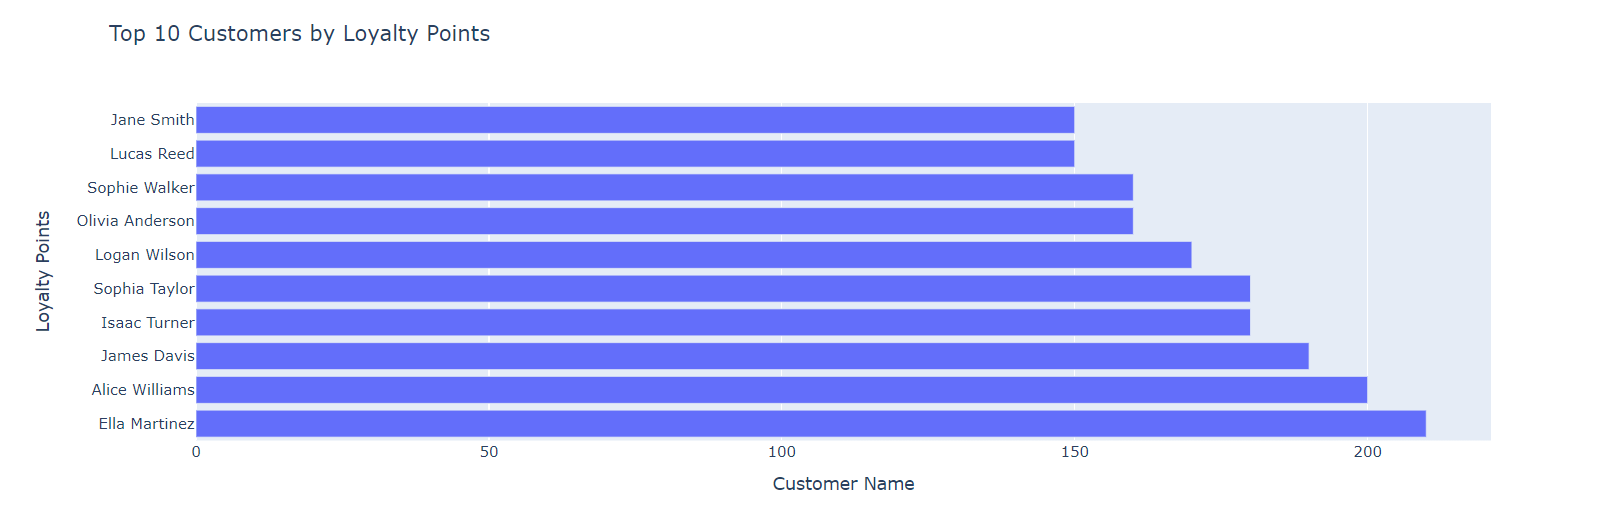 Top 10 Customers by Loyalty Points
Loyalty Points
Jane Smith
Lucas Reed
Sophie Walker
Olivia Anderson
Logan Wilson
Sophia Taylor
Isaac Turner
James Davis
Alice Williams
Ella Martinez
0 50 100 150 200
Customer Name